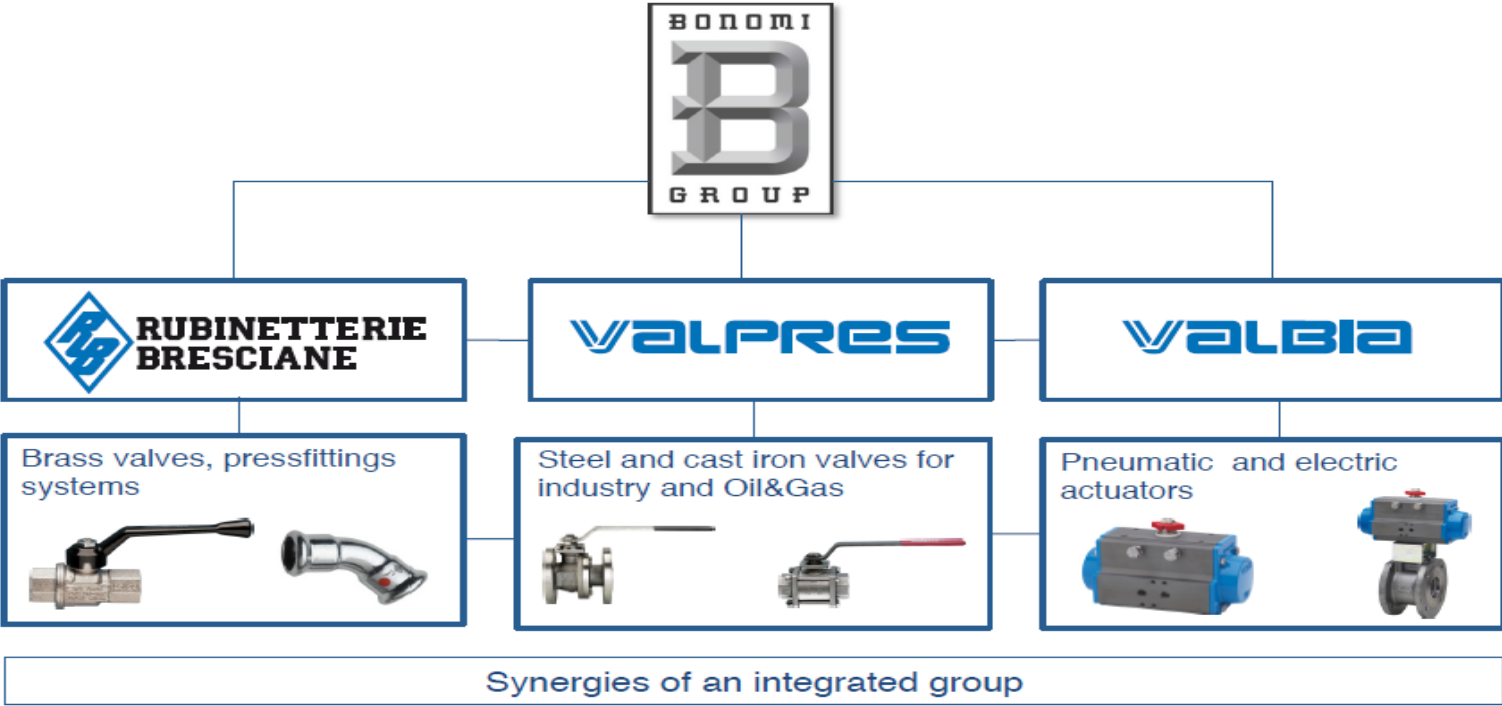 BONOMI
B
GROUP
RB
RUBINETTERIE
BRESCIANE
VALPRES
VALBIA
Brass valves, pressfittings
systems
Steel and cast iron valves for
industry and Oil&Gas
Pneumatic  and electric
actuators
Synergies of an integrated group